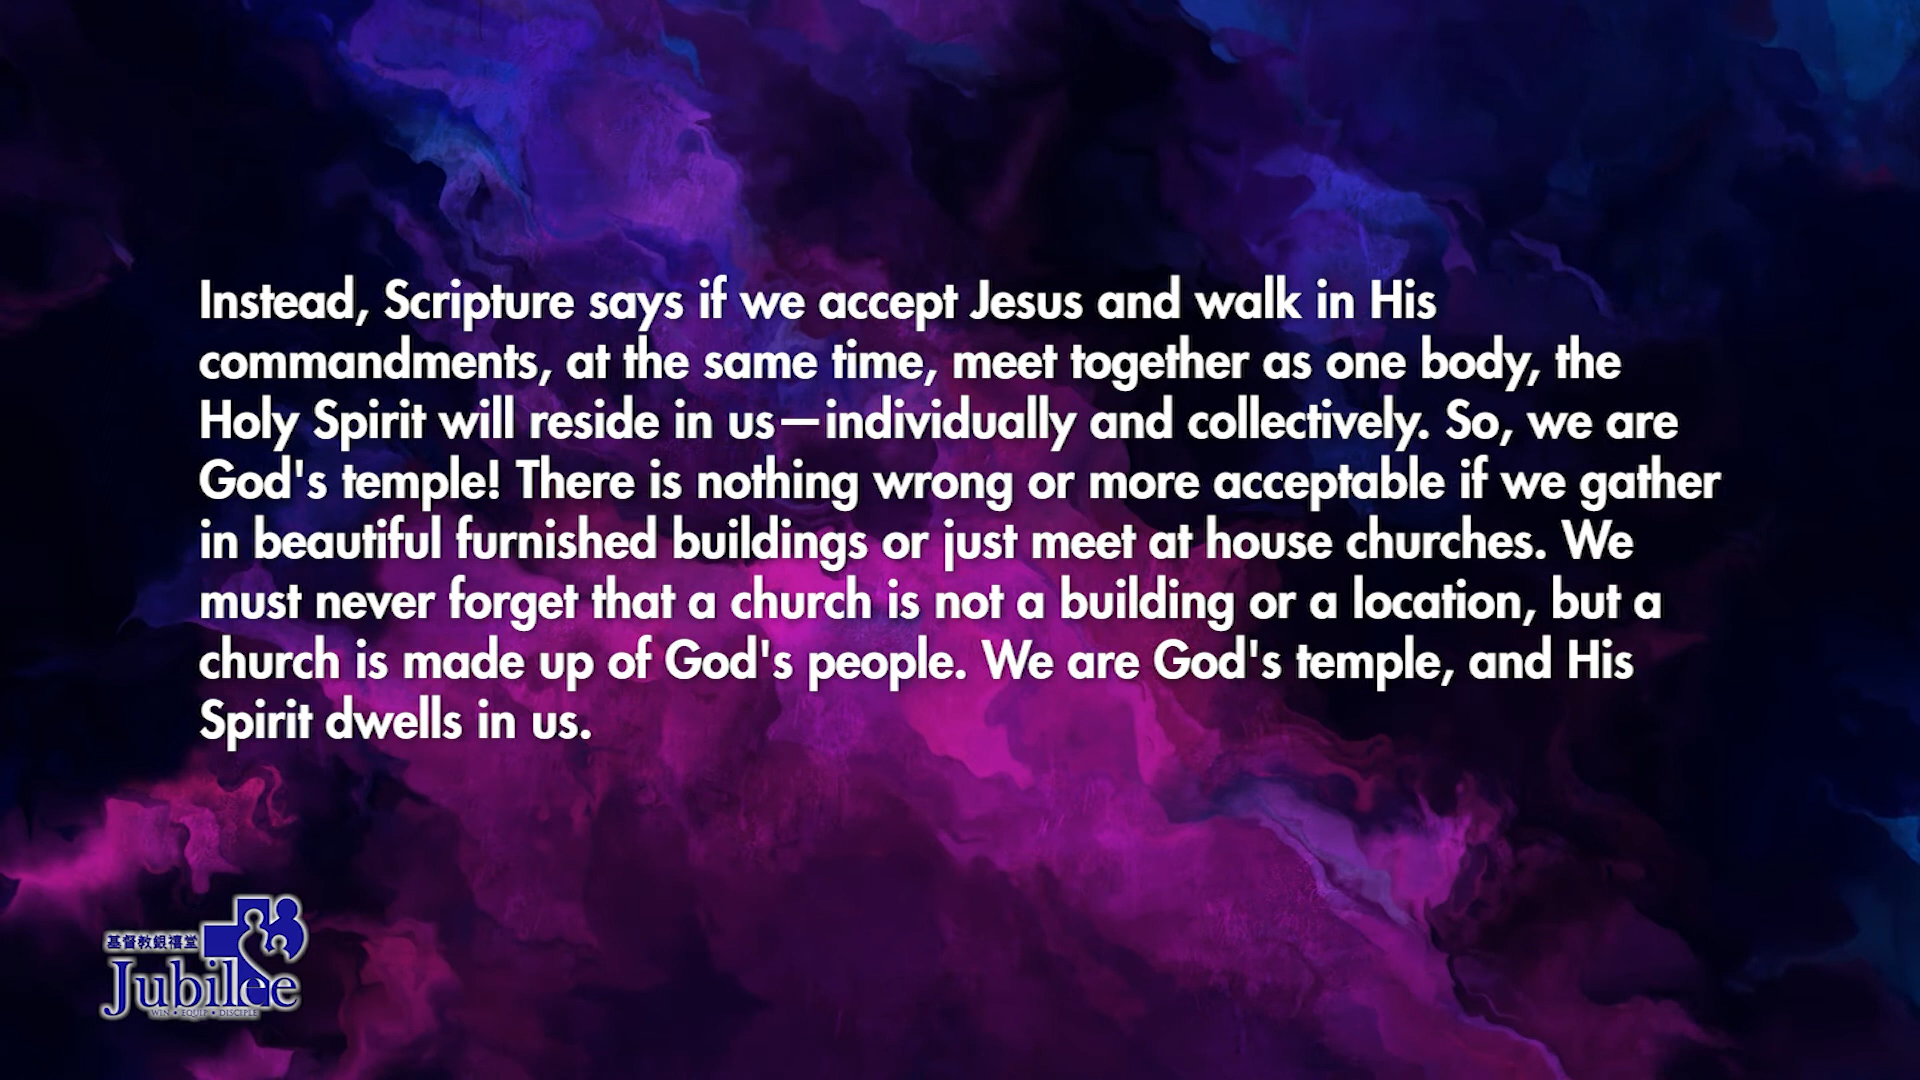 Instead, Scripture says if we accept Jesus and walk in His
commandments, at the same time, meet together as one body, the
Holy Spirit will reside in us—individually and collectively. So, we are
God's temple! There is nothing wrong or more acceptable if we gather
in beautiful furnished buildings or just meet at house churches. We
must never forget that a church is not a building or a location, but a
church is made up of God's people. We are God's temple, and His
Spirit dwells in us.
基督教銀禧堂
Jubilee
WIN • EQUIP • DISCIPLE